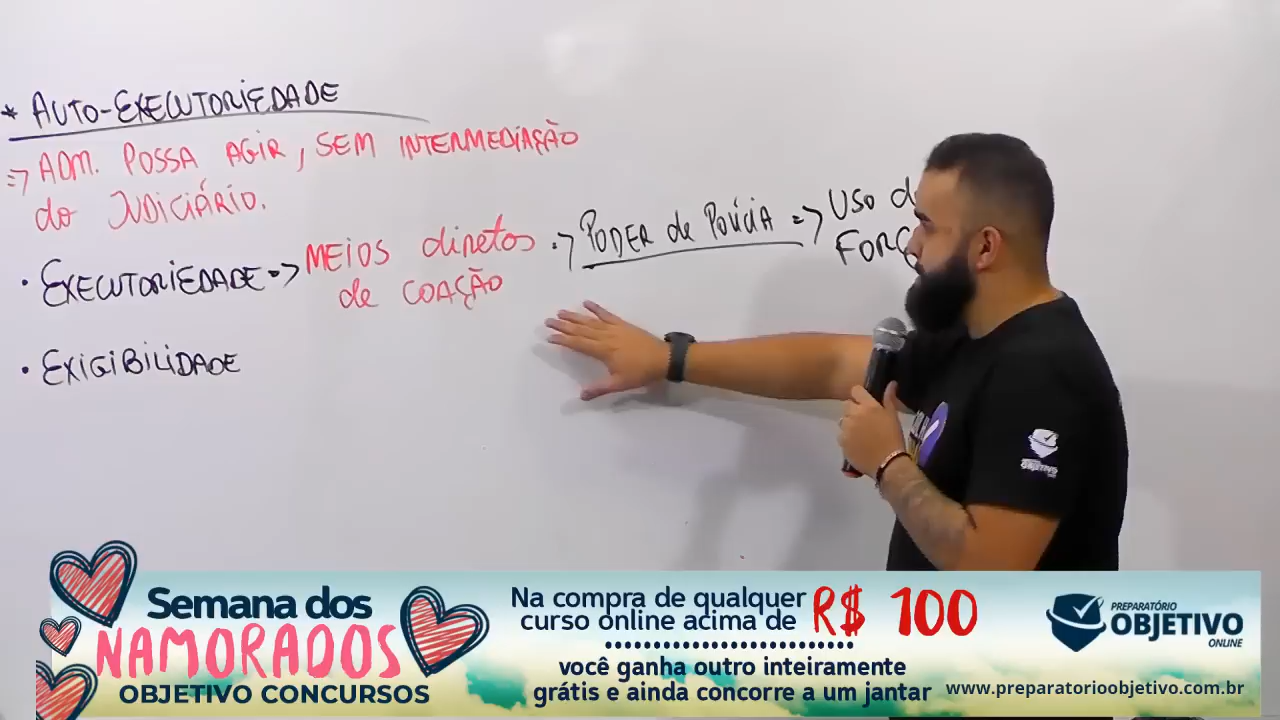 * AUTO-EXECUTORIEDADE
=> ADM. POSSA AGIR, SEM INTERMEDIAÇÃO
do JUDICIÁRIO.
• EXECUTORIEDADE => MEIOS diretos => PODER de POLÍCIA => USO d
de COAÇÃO FORÇ
• EXIGIBILIDADE
OBJETIVO
Semana dos
NAMORADOS
OBJETIVO CONCURSOS
Na compra de qualquer
curso online acima de R$ 100
você ganha outro inteiramente
grátis e ainda concorre a um jantar
PREPARATÓRIO
OBJETIVO
ONLINE
www.preparatorioobjetivo.com.br